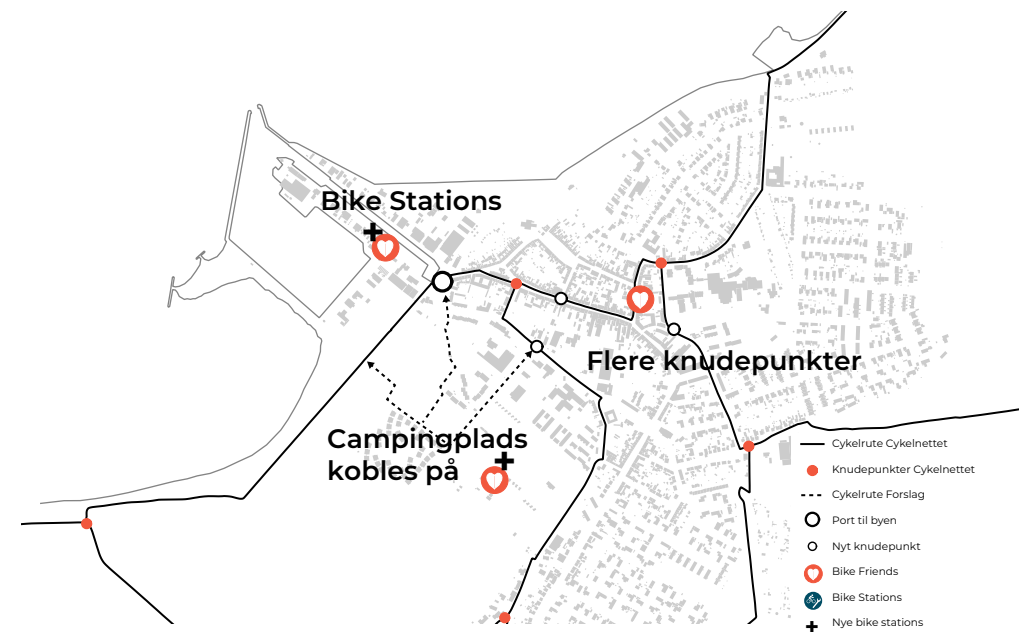 Bike Stations
Flere knudepunkter
Campingplads
kobles på
Cykelrute Cykelnettet
Knudepunkter Cykelnettet
Cykelrute Forslag
Port til byen
Nyt knudepunkt
Bike Friends
Bike Stations
Nye bike stations